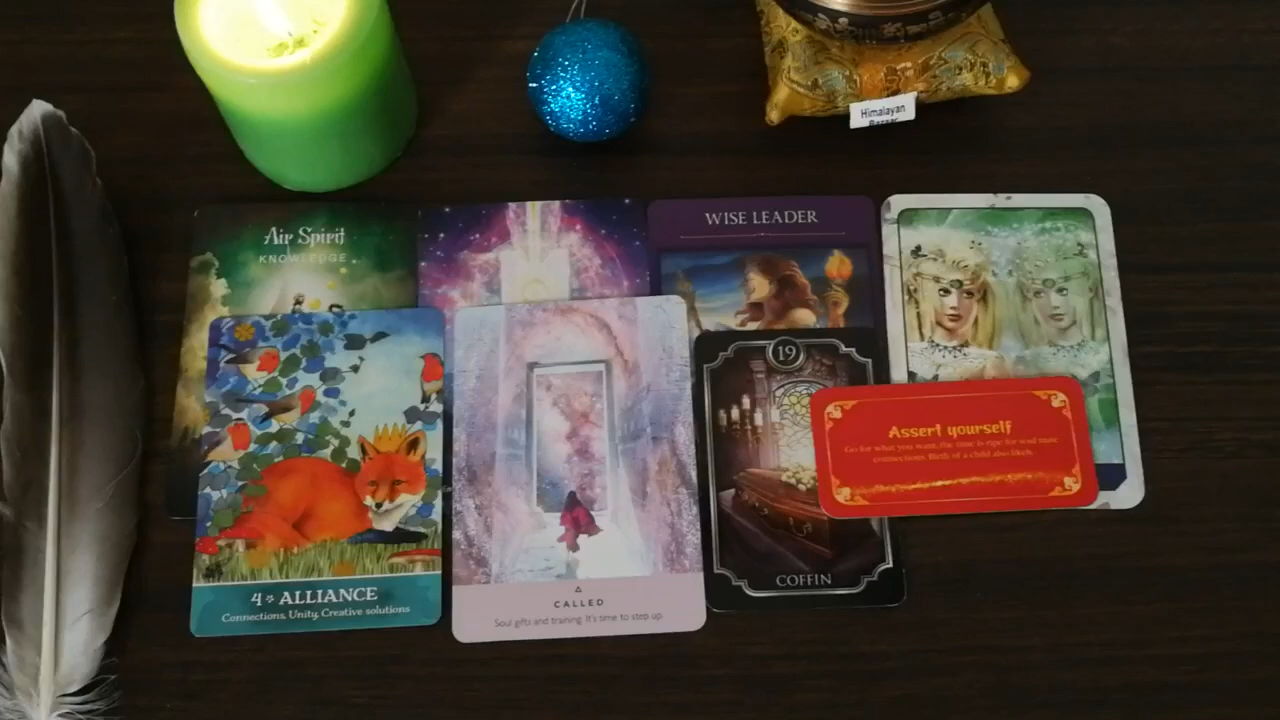 Himalayan
Bazaar
Air Spirit
KNOWLEDGE
WISE LEADER
19
Assert yourself
Go for what you want, the time is ripe for soul mate
connections. Birth of a child also likely.
COFFIN
4 ALLIANCE
Connections, Unity, Creative solutions
CALLED
Soul gifts and training. It's time to step up.